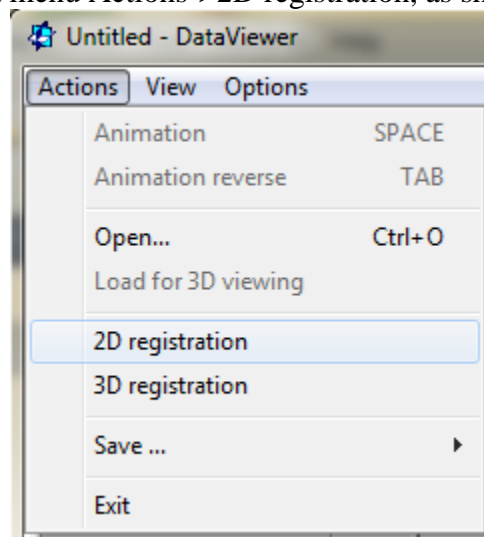 menu Actions > 2D registration, as
Untitled - DataViewer
Actions View Options
Animation SPACE
Animation reverse TAB
Open... Ctrl+O
Load for 3D viewing
2D registration
3D registration
Save ...
Exit